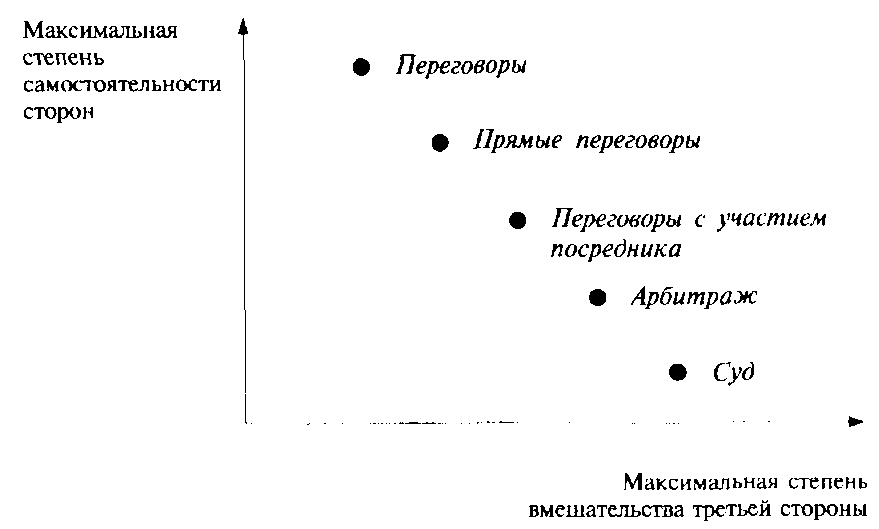 Максимальная
степень
самостоятельности
сторон
Переговоры
Прямые переговоры
Переговоры с участием
посредника
Арбитраж
Суд
Максимальная степень
вмешательства третьей стороны